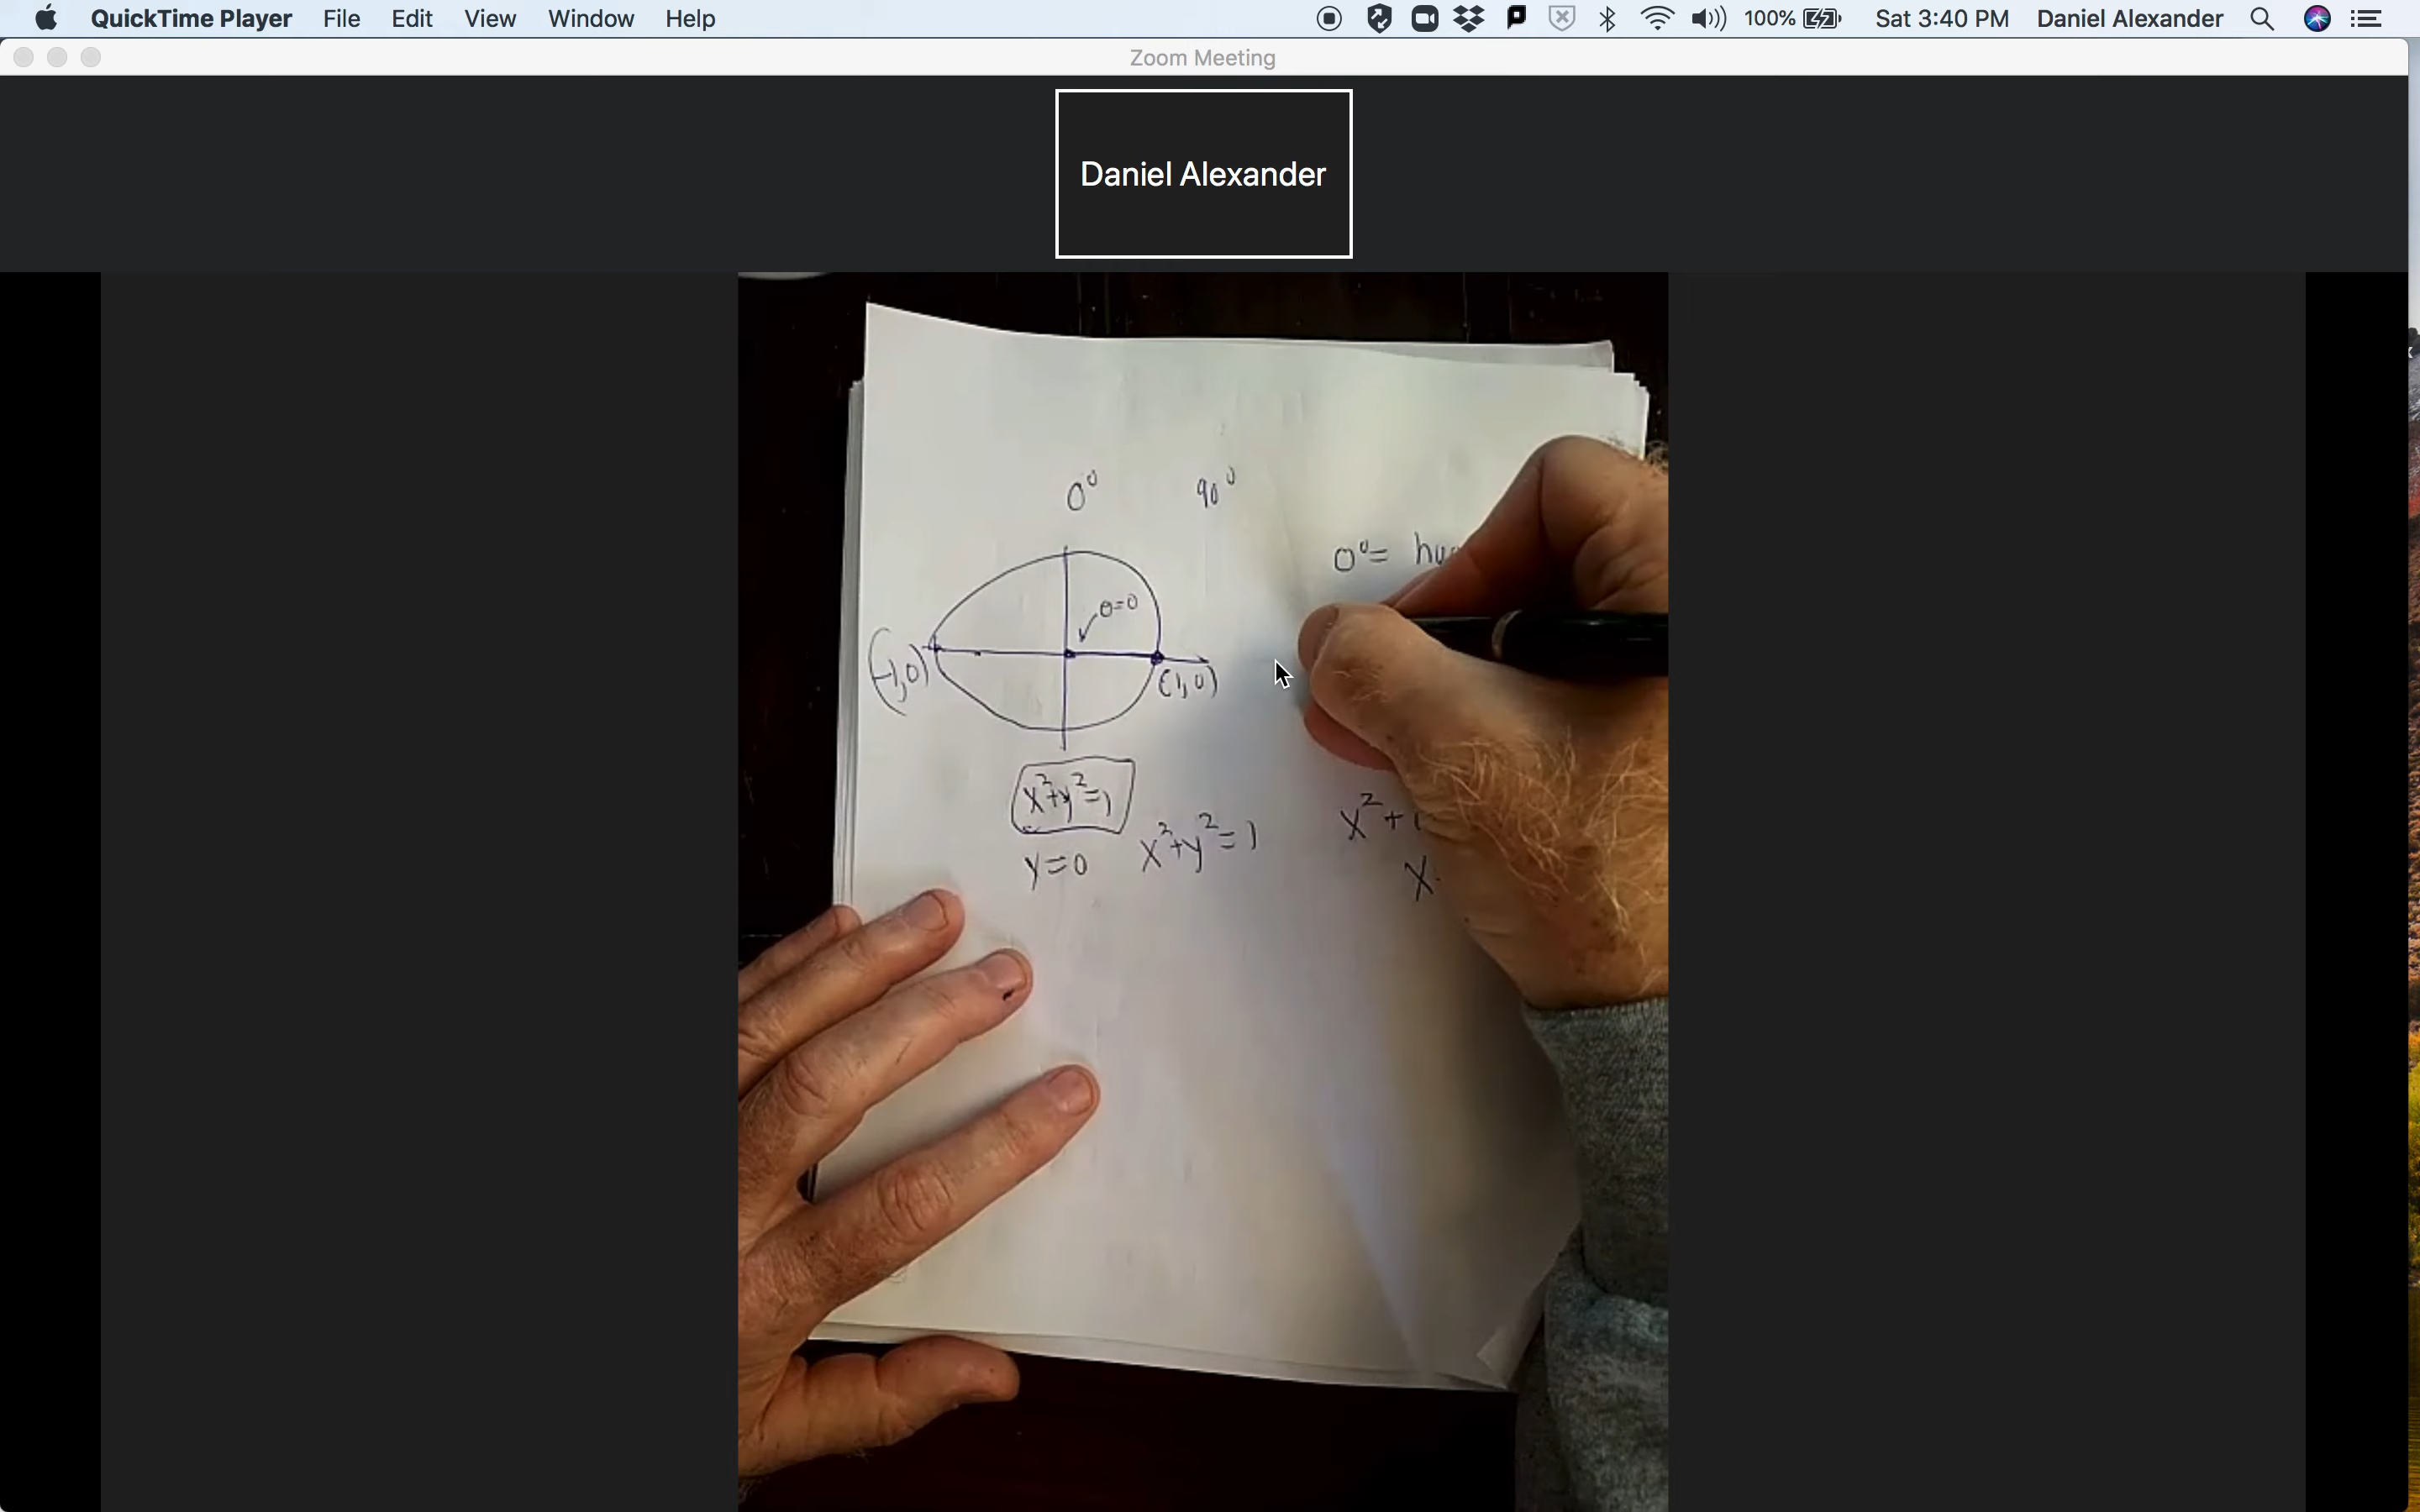 QuickTime Player File Edit View Window Help 100% Sat 3:40 PM Daniel Alexander
Zoom Meeting
Daniel Alexander
0° 90°
0°=
θ=0
(-1,0)
(1,0)
x²+y²=1
x²+y²=1
x²+
y=0
x